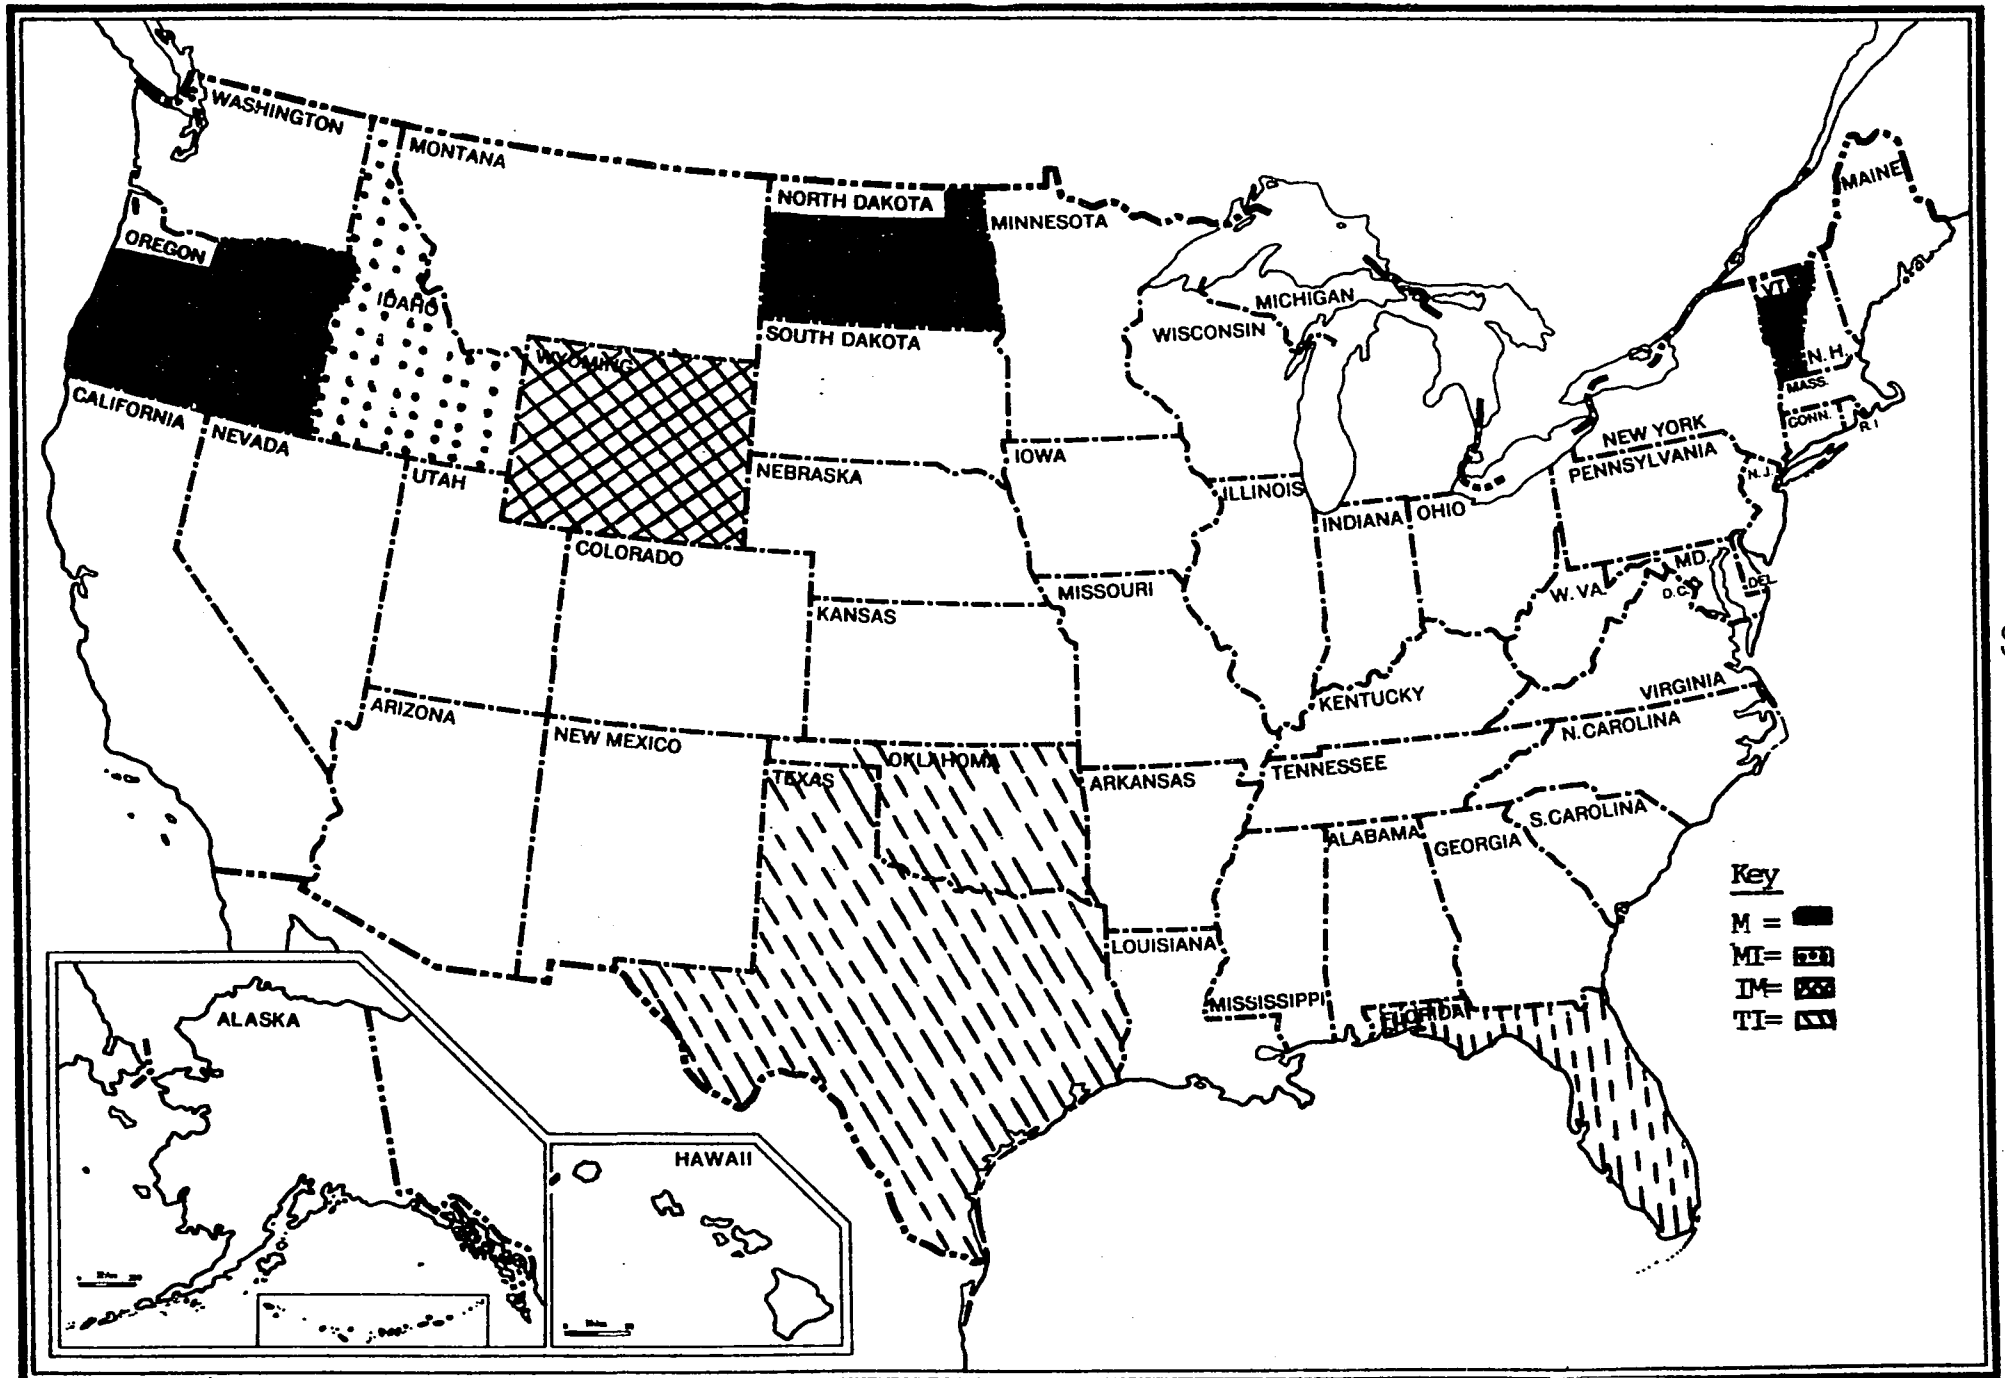 WASHINGTON
MONTANA
NORTH DAKOTA
MINNESOTA
MAINE
OREGON
IDAHO
VT.
MICHIGAN
WISCONSIN
SOUTH DAKOTA
N.H.
WYOMING
MASS.
CALIFORNIA
NEVADA
CONN.
R.I
NEW YORK
PENNSYLVANIA
IOWA
NEBRASKA
UTAH
N.J.
ILLINOIS
INDIANA
OHIO
COLORADO
MD.
DEL.
MISSOURI
W.VA.
D.C.
KANSAS
VIRGINIA
KENTUCKY
ARIZONA
NEW MEXICO
N.CAROLINA
OKLAHOMA
TENNESSEE
TEXAS
ARKANSAS
S.CAROLINA
ALABAMA
GEORGIA
Key
M =
MI=
IM=
TI=
LOUISIANA
MISSISSIPPI
FLORIDA
ALASKA
HAWAII